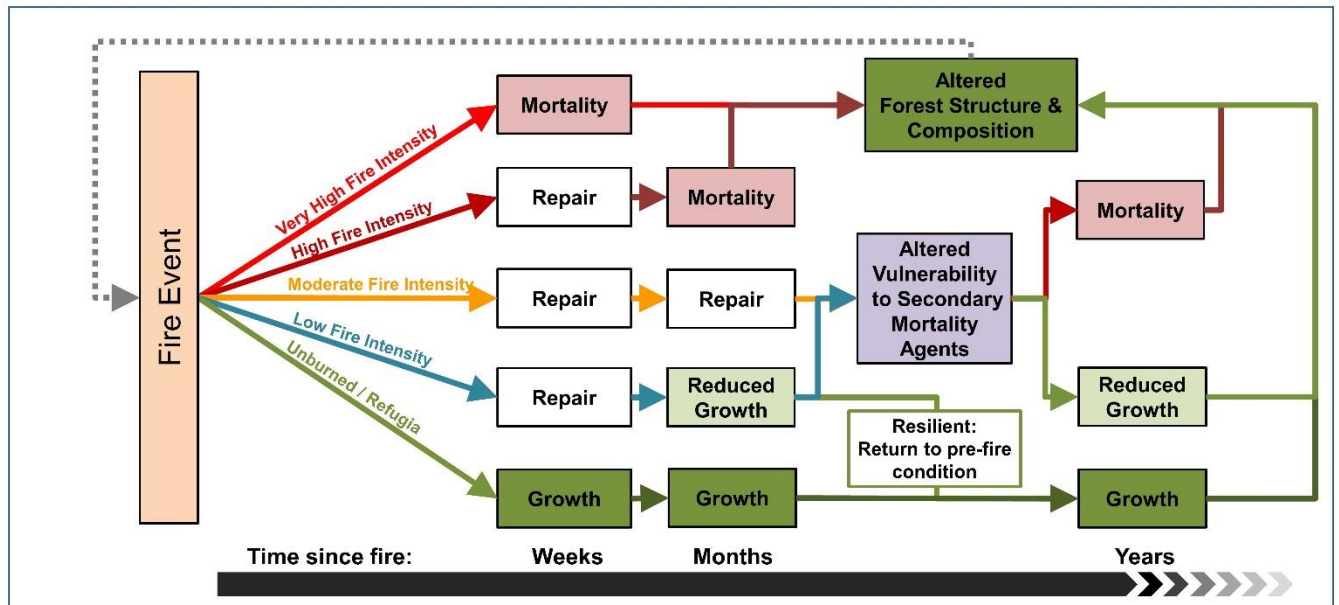 Fire Event
Very High Fire Intensity
High Fire Intensity
Moderate Fire Intensity
Low Fire Intensity
Unburned / Refugia
Mortality
Repair
Mortality
Repair
Repair
Repair
Reduced
Growth
Growth
Growth
Altered
Forest Structure &
Composition
Altered
Vulnerability
to Secondary
Mortality
Agents
Resilient:
Return to pre-fire
condition
Mortality
Reduced
Growth
Growth
Time since fire:
Weeks
Months
Years